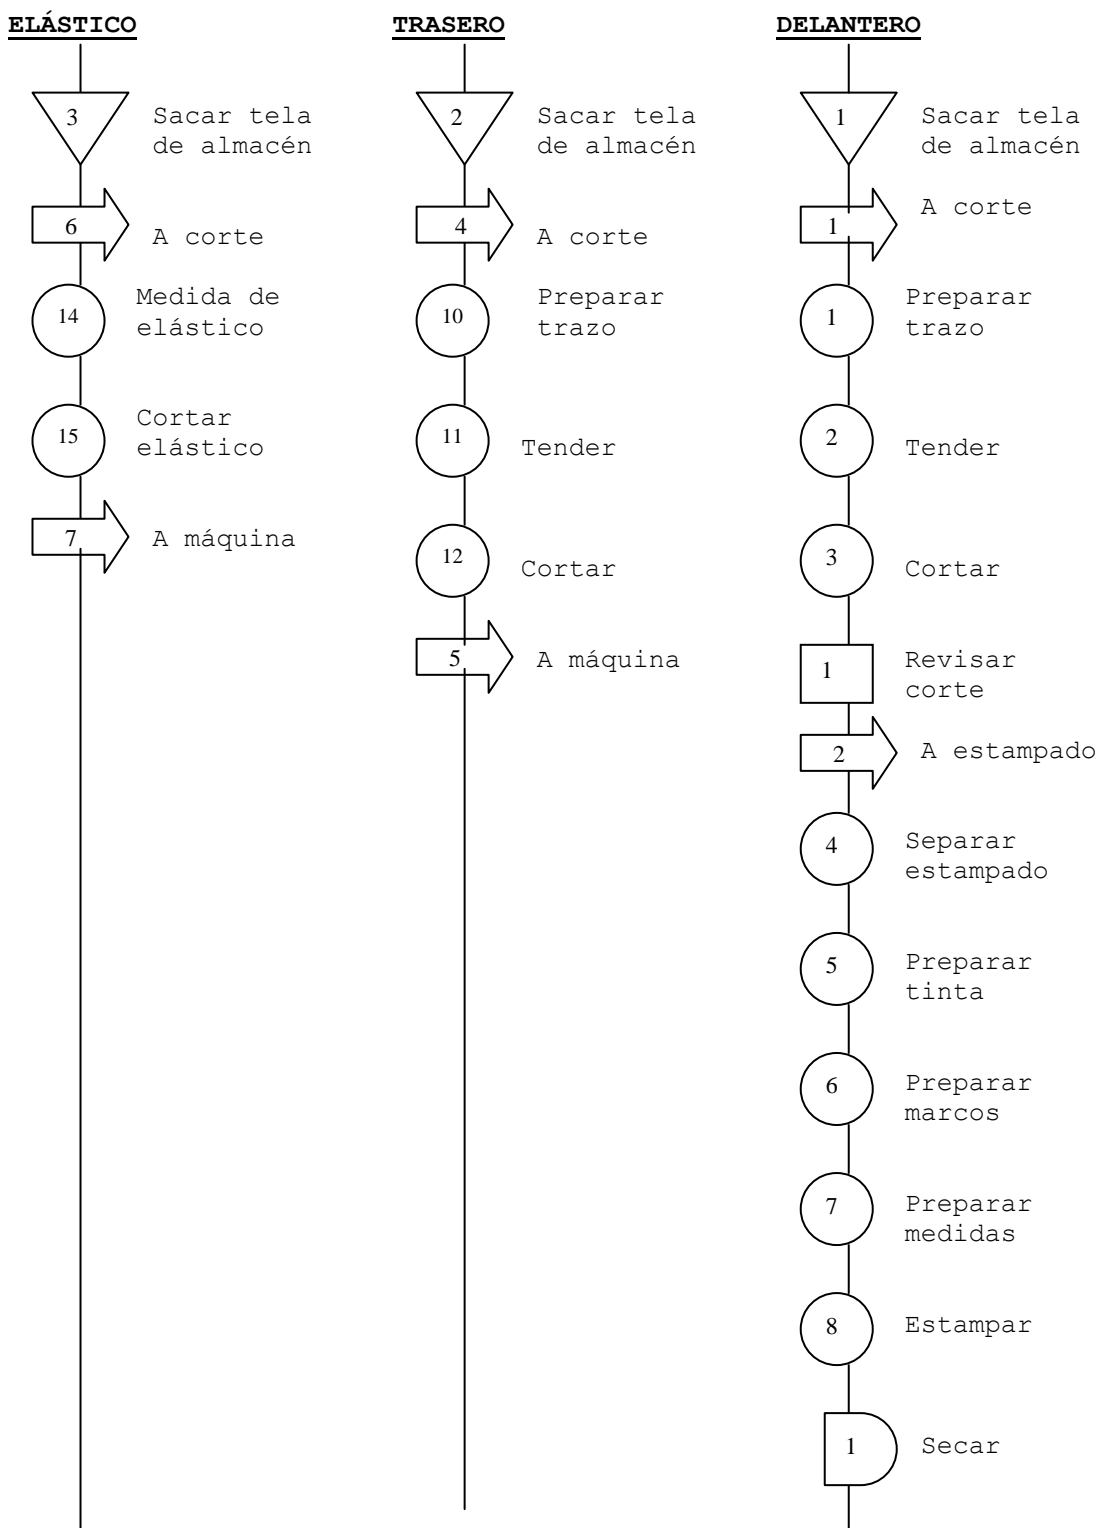 ELÁSTICO
3
Sacar tela
de almacén
6
A corte
14
Medida de
elástico
15
Cortar
elástico
7
A máquina
TRASERO
2
Sacar tela
de almacén
4
A corte
10
Preparar
trazo
11
Tender
12
Cortar
5
A máquina
DELANTERO
1
Sacar tela
de almacén
1
A corte
1
Preparar
trazo
2
Tender
3
Cortar
1
Revisar
corte
2
A estampado
4
Separar
estampado
5
Preparar
tinta
6
Preparar
marcos
7
Preparar
medidas
8
Estampar
1
Secar